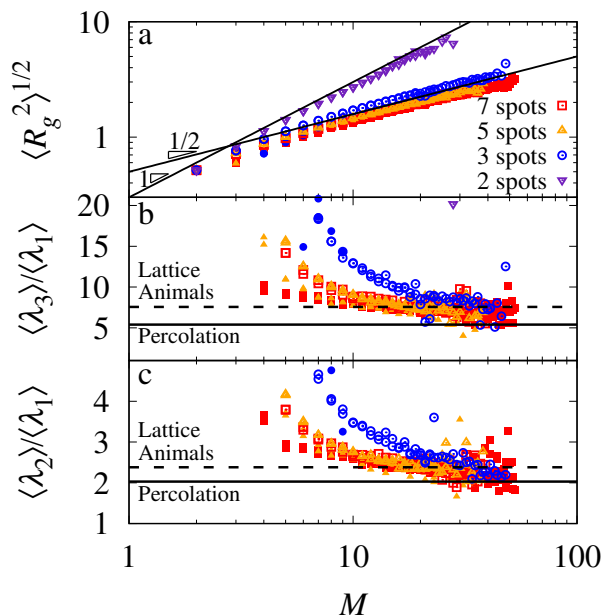 a
⟨R_g^2⟩^{1/2}
10
1
1/2
1
7 spots
5 spots
3 spots
2 spots
b
⟨λ_3⟩/⟨λ_1⟩
20
15
10
5
Lattice
Animals
Percolation
c
⟨λ_2⟩/⟨λ_1⟩
4
3
2
1
Lattice
Animals
Percolation
1
10
100
M